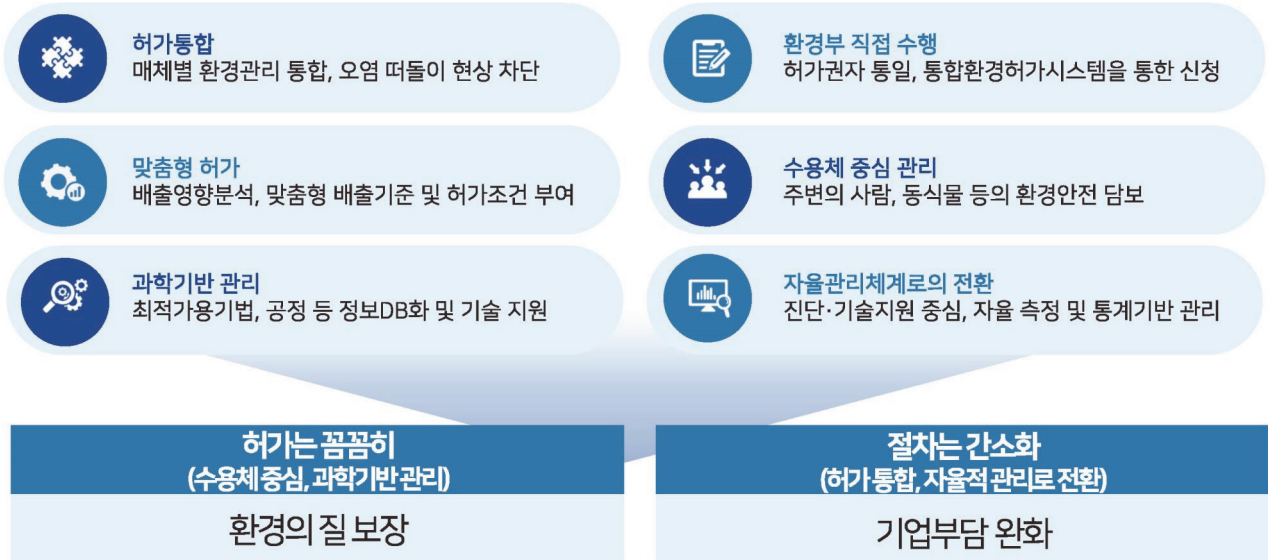 허가통합
매체별 환경관리 통합, 오염 떠돌이 현상 차단
환경부 직접 수행
허가권자 통일, 통합환경허가시스템을 통한 신청
맞춤형 허가
배출영향분석, 맞춤형 배출기준 및 허가조건 부여
수용체 중심 관리
주변의 사람, 동식물 등의 환경안전 담보
과학기반 관리
최적가용기법, 공정 등 정보DB화 및 기술 지원
자율관리체계로의 전환
진단·기술지원 중심, 자율 측정 및 통계기반 관리
허가는 꼼꼼히
(수용체 중심, 과학기반 관리)
환경의 질 보장
절차는 간소화
(허가 통합, 자율적 관리로 전환)
기업부담 완화